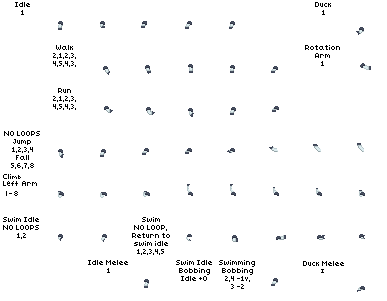 Idle
1
Duck
1
Walk
2,1,2,3,
4,5,4,3,
Rotation
Arm
1
Run
2,1,2,3,
4,5,4,3,
NO LOOPS
Jump
1,2,3,4
Fall
5,6,7,8
Climb
Left Arm
1-8
Swim Idle
NO LOOPS
1,2
Swim
NO LOOP,
Return to
swim idle
1,2,3,4,5
Idle Melee
1
Swim Idle
Bobbing
Idle +0
Swimming
Bobbing
2,4 -1v,
3 -2
Duck Melee
1